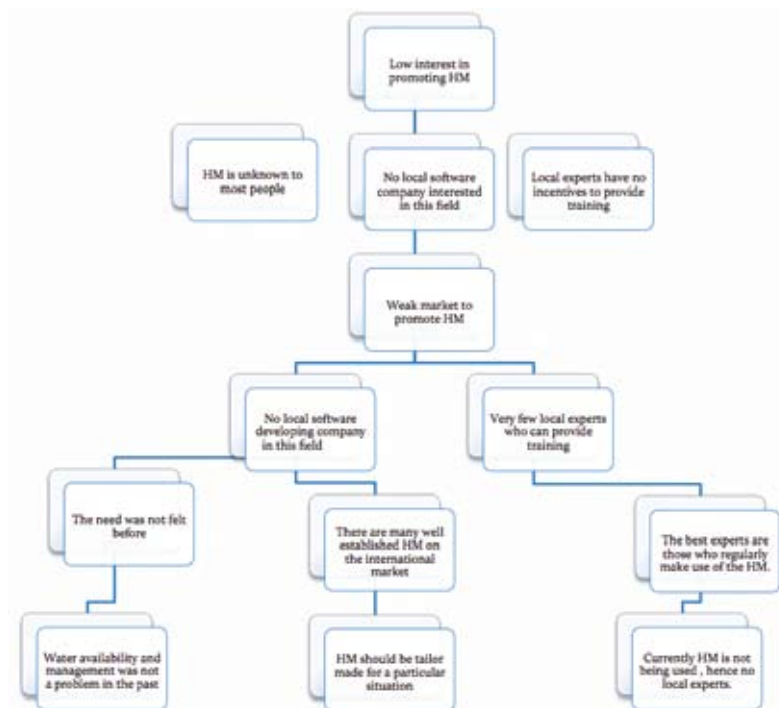 Low interest in
promoting HM
HM is unknown to
most people
No local software
company interested
in this field
Local experts have no
incentives to provide
training
Weak market to
promote HM
No local software
developing company
in this field
Very few local experts
who can provide
training
The need was not felt
before
There are many well
established HM on
the international
market
The best experts are
those who regularly
make use of the HM.
Water availability and
management was not
a problem in the past
HM should be tailor
made for a particular
situation
Currently HM is not
being used , hence no
local experts.